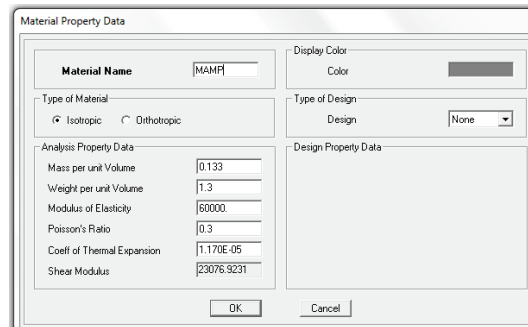 Material Property Data
Material Name MAMP
Display Color
Color
Type of Material
Isotropic Orthotropic
Type of Design
Design None
Analysis Property Data
Mass per unit Volume 0.133
Weight per unit Volume 1.3
Modulus of Elasticity 60000.
Poisson's Ratio 0.3
Coeff of Thermal Expansion 1.170E-05
Shear Modulus 23076.9231
Design Property Data
OK Cancel